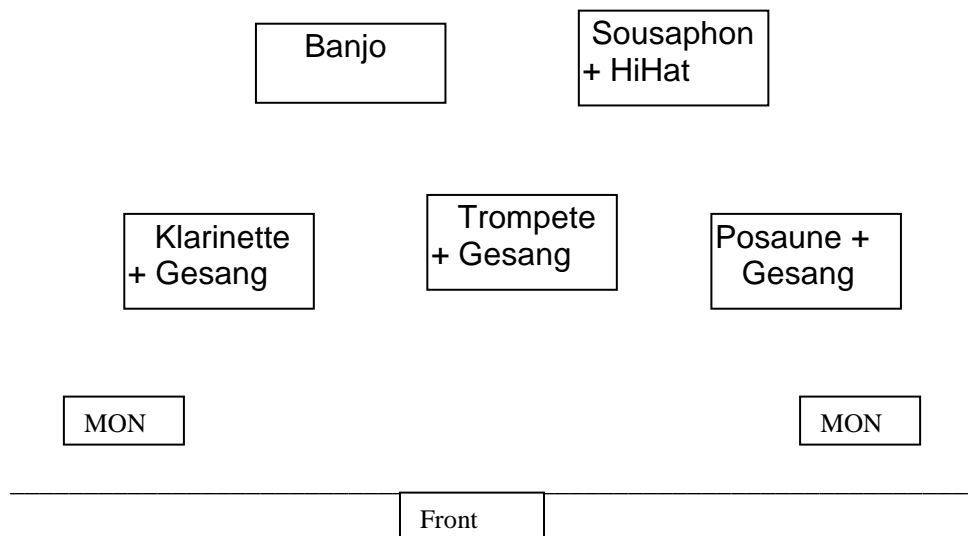 Banjo
Sousaphon
+ HiHat
Klarinette
+ Gesang
Trompete
+ Gesang
Posaune +
Gesang
MON
MON
Front